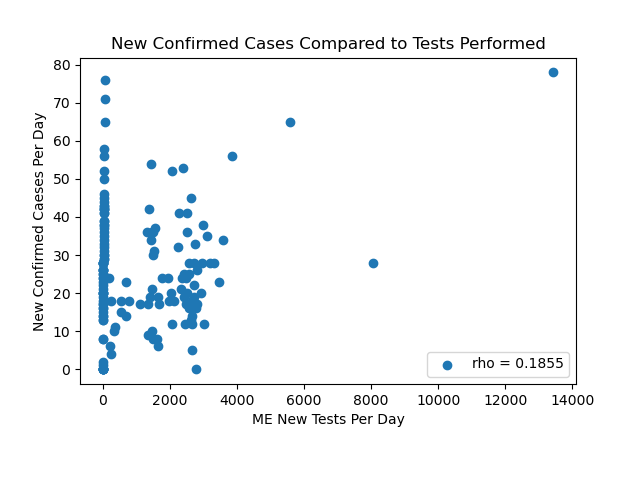 New Confirmed Cases Compared to Tests Performed
80
70
60
50
40
30
20
10
0
New Confirmed Caeses Per Day
rho = 0.1855
0 2000 4000 6000 8000 10000 12000 14000
ME New Tests Per Day